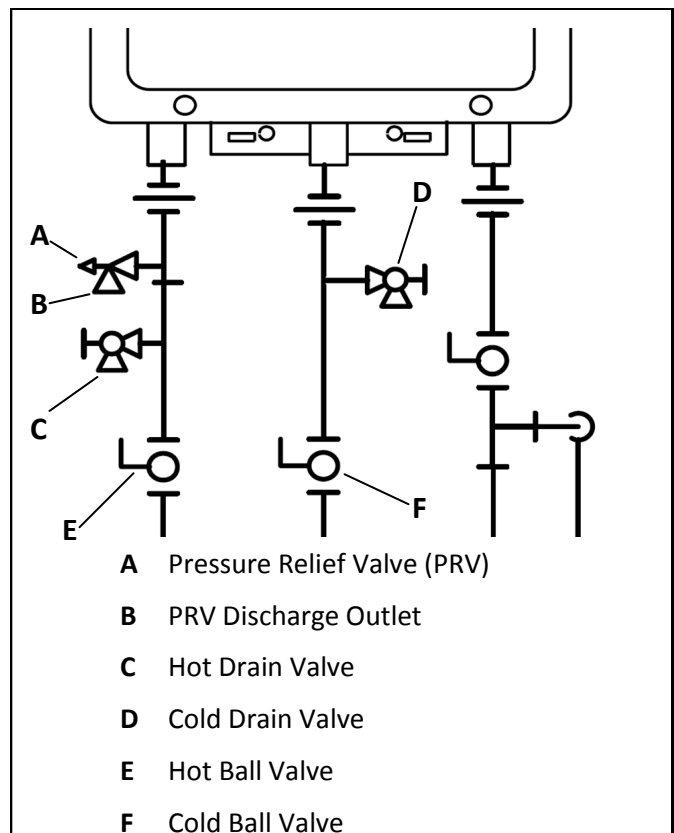 D
A
B
C
E
F
A Pressure Relief Valve (PRV)
B PRV Discharge Outlet
C Hot Drain Valve
D Cold Drain Valve
E Hot Ball Valve
F Cold Ball Valve